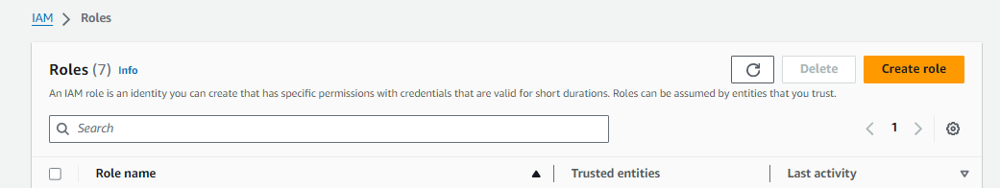 IAM > Roles
Roles (7) Info
Delete
Create role
An IAM role is an identity you can create that has specific permissions with credentials that are valid for short durations. Roles can be assumed by entities that you trust.
Search
1
Role name
Trusted entities
Last activity